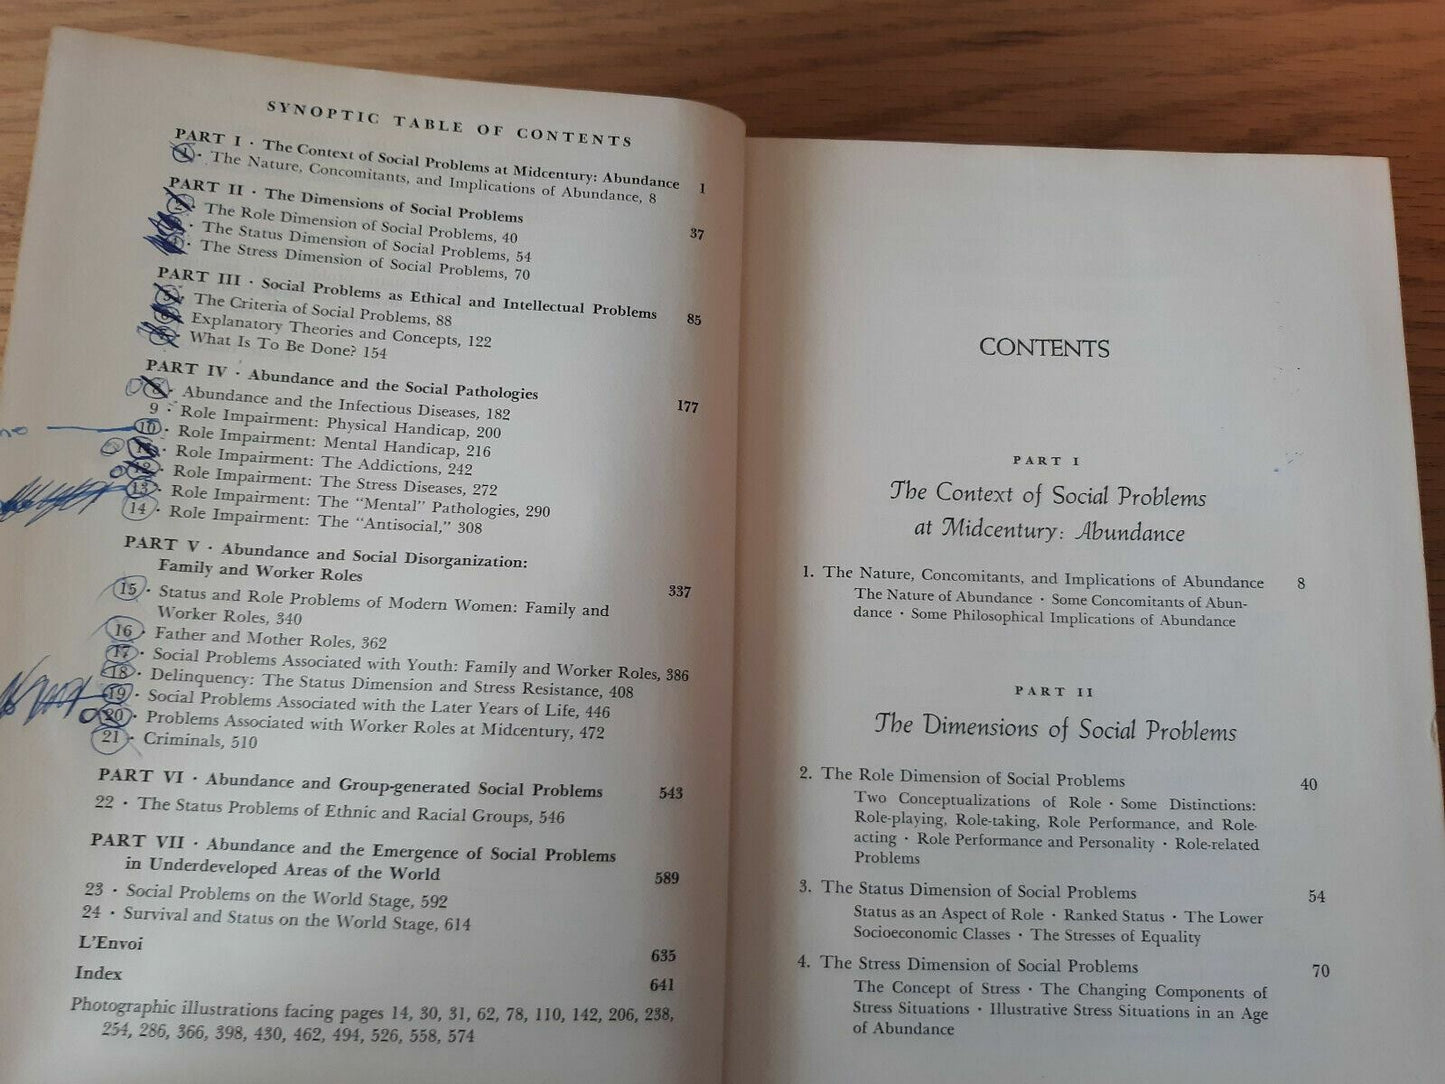 SYNOPTIC TABLE OF CONTENTS
PART I · The Context of Social Problems at Midcentury: Abundance 1
1 · The Nature, Concomitants, and Implications of Abundance, 8
PART II · The Dimensions of Social Problems 37
2 · The Role Dimension of Social Problems, 40
· The Status Dimension of Social Problems, 54
· The Stress Dimension of Social Problems, 70
PART III · Social Problems as Ethical and Intellectual Problems 85
5 · The Criteria of Social Problems, 88
Explanatory Theories and Concepts, 122
What Is To Be Done? 154
PART IV · Abundance and the Social Pathologies 177
8 · Abundance and the Infectious Diseases, 182
9 · Role Impairment: Physical Handicap, 200
no 10 · Role Impairment: Mental Handicap, 216
11 · Role Impairment: The Addictions, 242
12 · Role Impairment: The Stress Diseases, 272
13 · Role Impairment: The "Mental" Pathologies, 290
14 · Role Impairment: The "Antisocial," 308
PART V · Abundance and Social Disorganization:
Family and Worker Roles 337
15 · Status and Role Problems of Modern Women: Family and
Worker Roles, 340
16 · Father and Mother Roles, 362
17 · Social Problems Associated with Youth: Family and Worker Roles, 386
18 · Delinquency: The Status Dimension and Stress Resistance, 408
19 · Social Problems Associated with the Later Years of Life, 446
20 · Problems Associated with Worker Roles at Midcentury, 472
21 · Criminals, 510
PART VI · Abundance and Group-generated Social Problems 543
22 · The Status Problems of Ethnic and Racial Groups, 546
PART VII · Abundance and the Emergence of Social Problems
in Underdeveloped Areas of the World 589
23 · Social Problems on the World Stage, 592
24 · Survival and Status on the World Stage, 614
L'Envoi 635
Index 641
Photographic illustrations facing pages 14, 30, 31, 62, 78, 110, 142, 206, 238,
254, 286, 366, 398, 430, 462, 494, 526, 558, 574
CONTENTS
PART I
The Context of Social Problems
at Midcentury: Abundance
1. The Nature, Concomitants, and Implications of Abundance 8
The Nature of Abundance · Some Concomitants of Abun-
dance · Some Philosophical Implications of Abundance
PART II
The Dimensions of Social Problems
2. The Role Dimension of Social Problems 40
Two Conceptualizations of Role · Some Distinctions:
Role-playing, Role-taking, Role Performance, and Role-
acting · Role Performance and Personality · Role-related
Problems
3. The Status Dimension of Social Problems 54
Status as an Aspect of Role · Ranked Status · The Lower
Socioeconomic Classes · The Stresses of Equality
4. The Stress Dimension of Social Problems 70
The Concept of Stress · The Changing Components of
Stress Situations · Illustrative Stress Situations in an Age
of Abundance